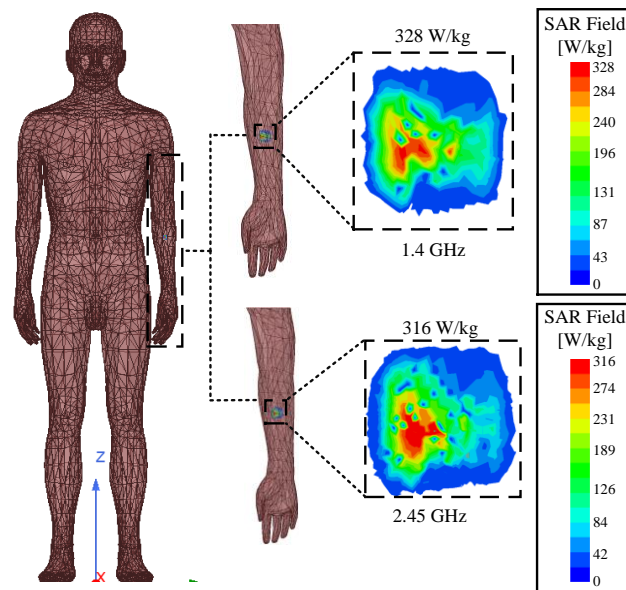 328 W/kg
1.4 GHz
SAR Field
[W/kg]
328
284
240
196
131
87
43
0
316 W/kg
2.45 GHz
SAR Field
[W/kg]
316
274
231
189
126
84
42
0
Z
X